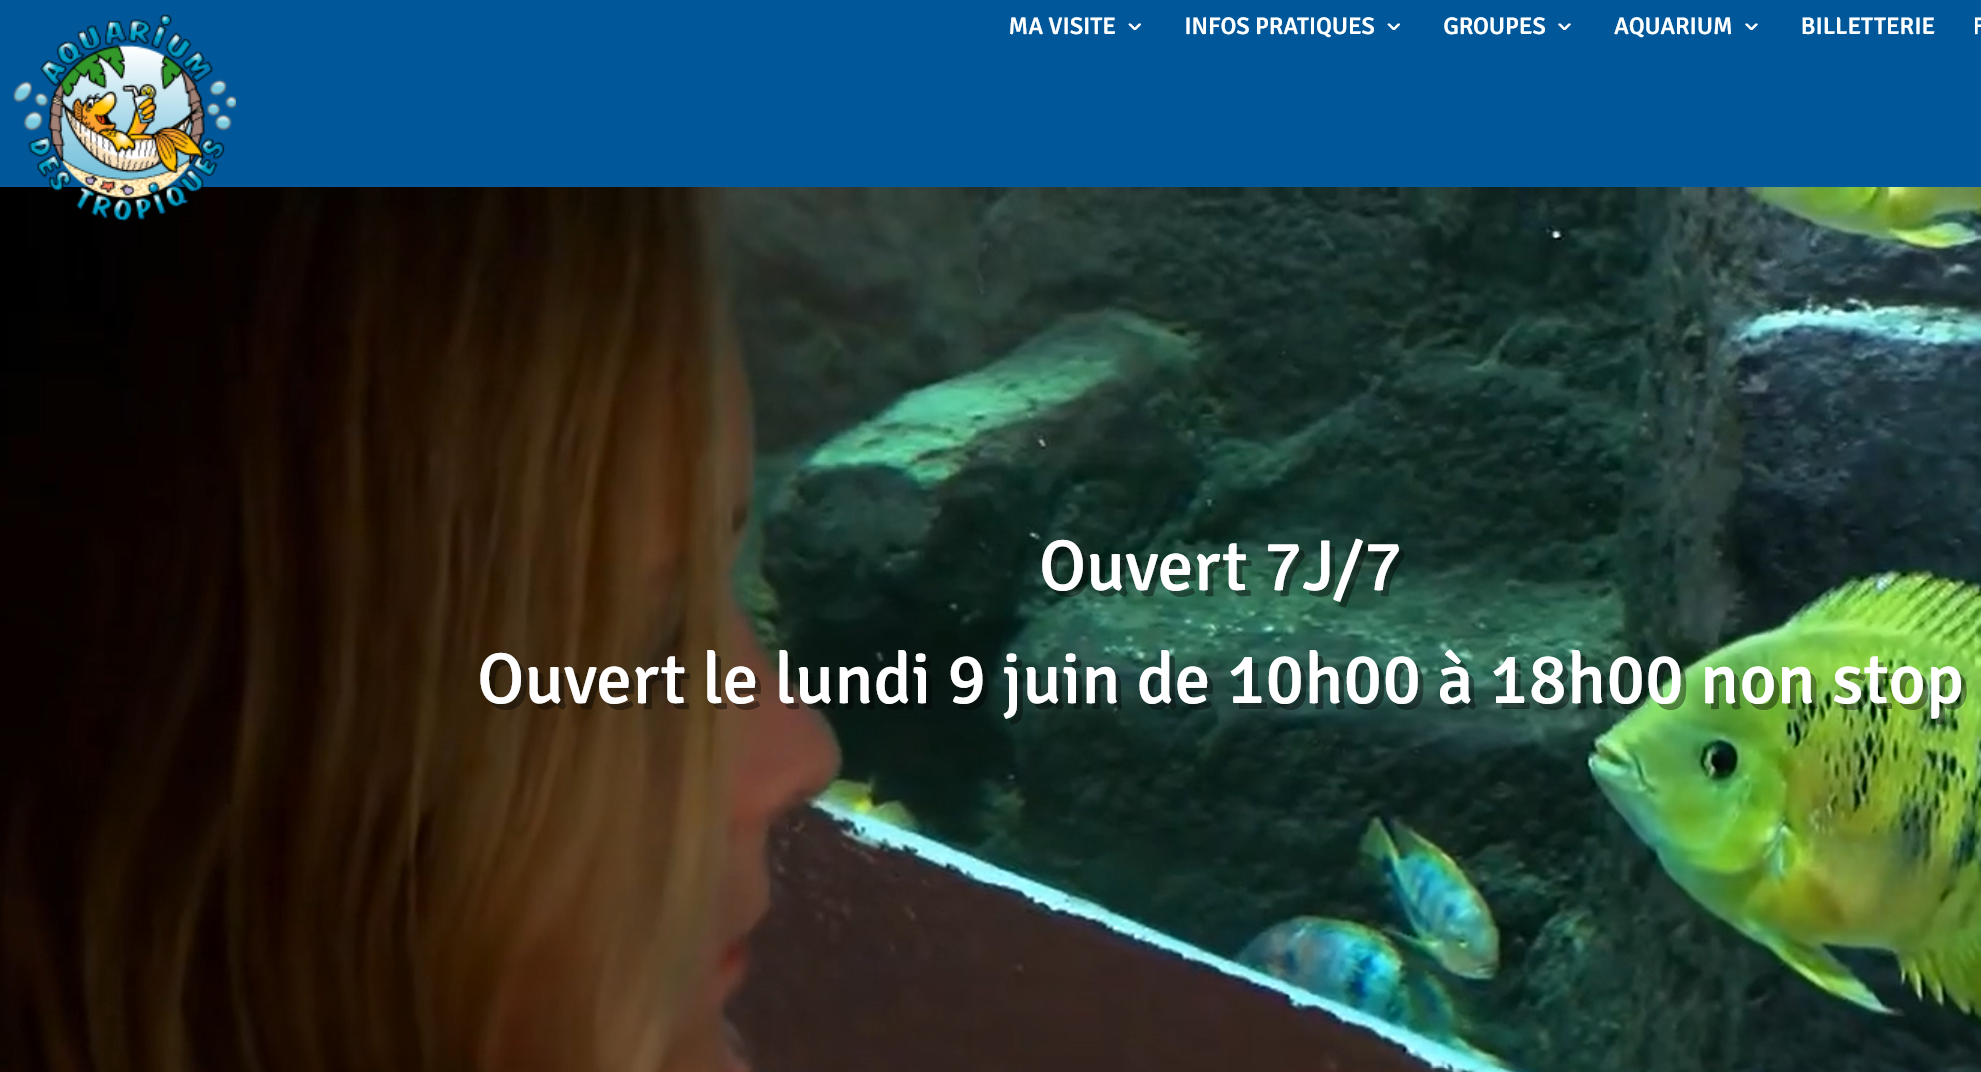 AQUARIUM
DES TROPIQUES
MA VISITE
INFOS PRATIQUES
GROUPES
AQUARIUM
BILLETTERIE
Ouvert 7J/7
Ouvert le lundi 9 juin de 10h00 à 18h00 non stop